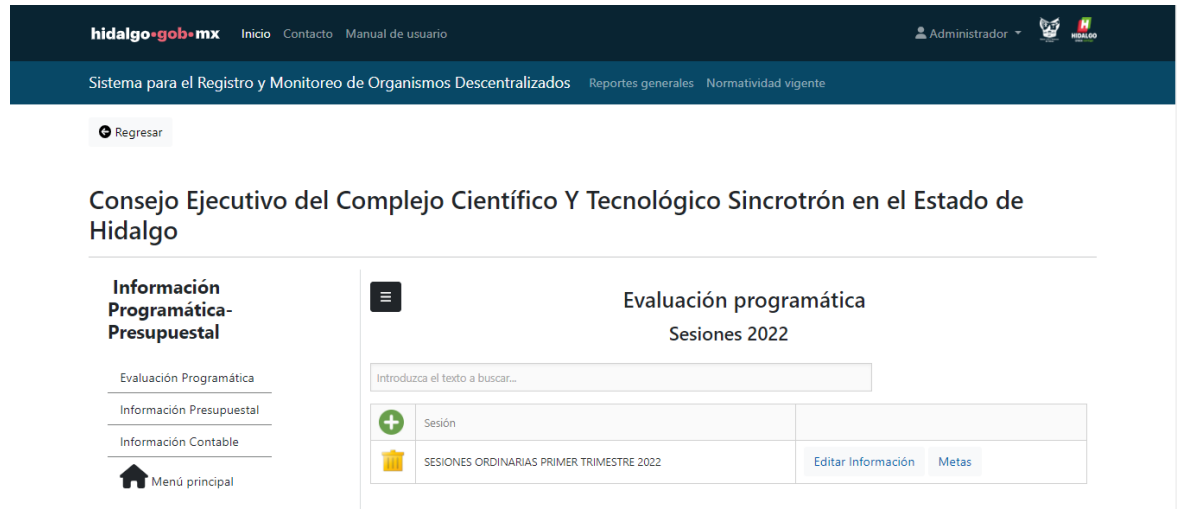 hidalgo•gob•mx Inicio Contacto Manual de usuario Administrador HIDALGO
Sistema para el Registro y Monitoreo de Organismos Descentralizados Reportes generales Normatividad vigente
Regresar
Consejo Ejecutivo del Complejo Científico Y Tecnológico Sincrotrón en el Estado de
Hidalgo
Información
Programática-
Presupuestal
Evaluación Programática
Información Presupuestal
Información Contable
Menú principal
Evaluación programática
Sesiones 2022
Introduzca el texto a buscar...
Sesión
SESIONES ORDINARIAS PRIMER TRIMESTRE 2022 Editar Información Metas